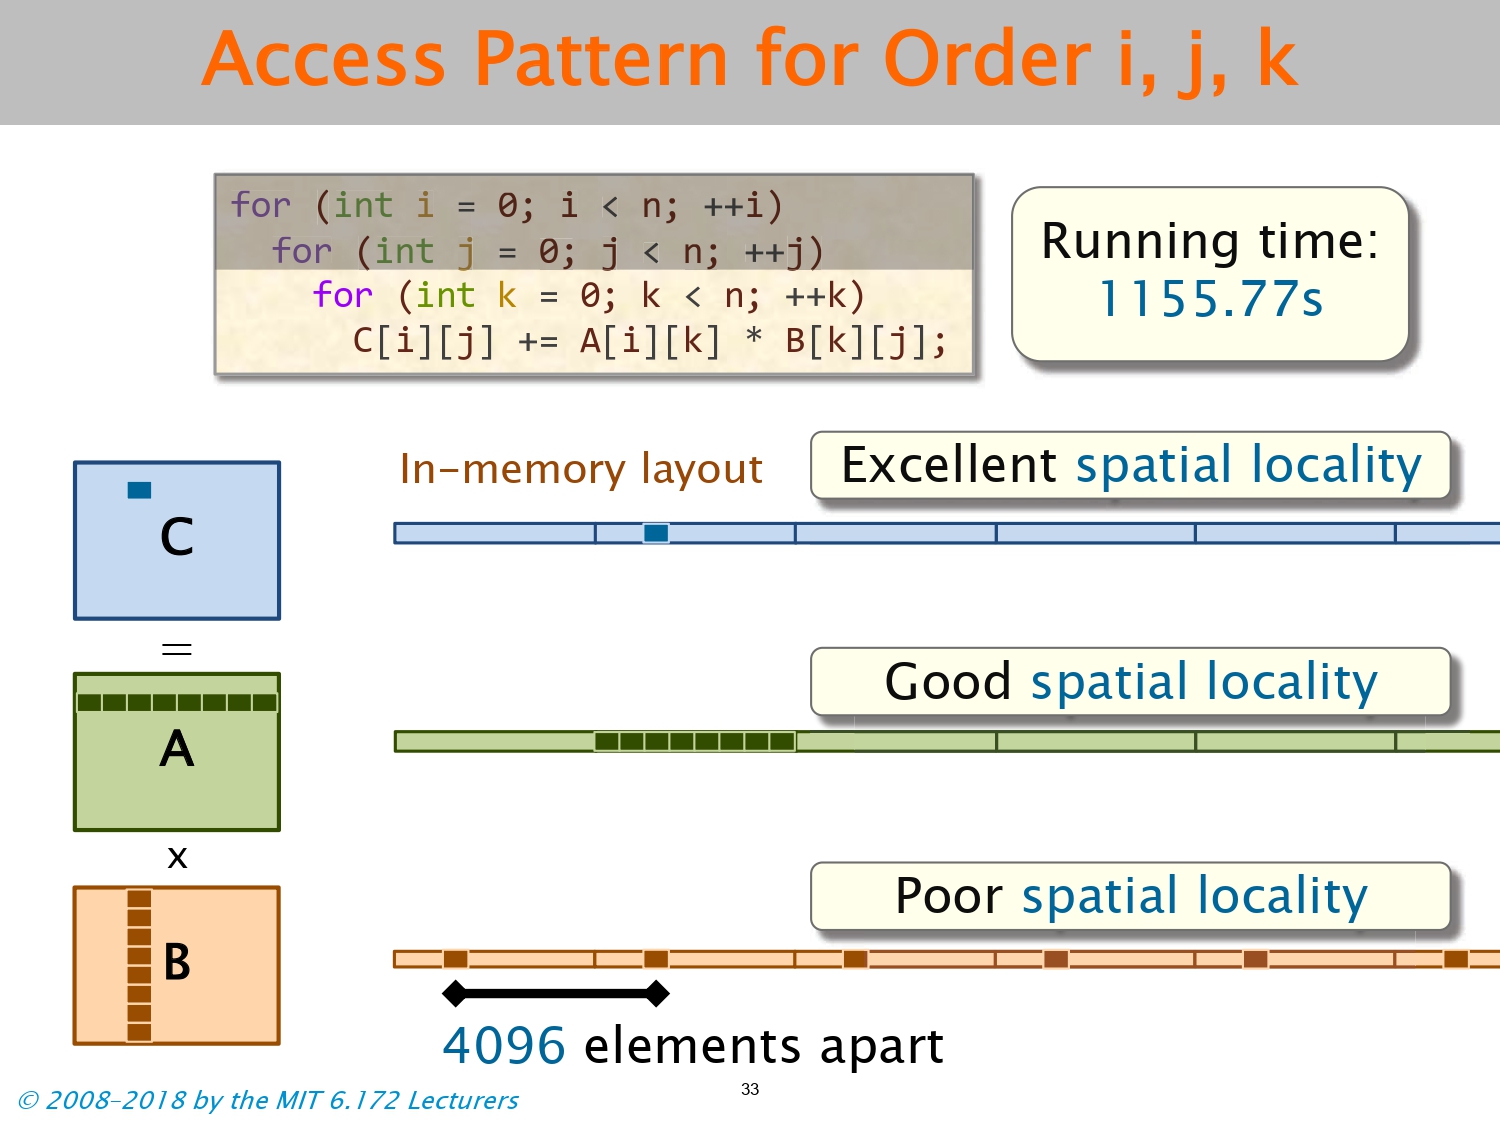 Access Pattern for Order i, j, k
for (int i = 0; i < n; ++i)
for (int j = 0; j < n; ++j)
for (int k = 0; k < n; ++k)
C[i][j] += A[i][k] * B[k][j];
Running time:
1155.77s
In-memory layout
Excellent spatial locality
C
=
Good spatial locality
A
x
Poor spatial locality
B
4096 elements apart
33
© 2008–2018 by the MIT 6.172 Lecturers